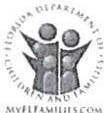 FLORIDA DEPARTMENT OF
CHILDREN AND FAMILIES
MYFLFAMILIES.COM